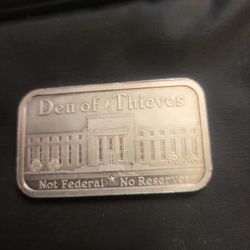 Den of Thieves
Not Federal ★ No Reserves